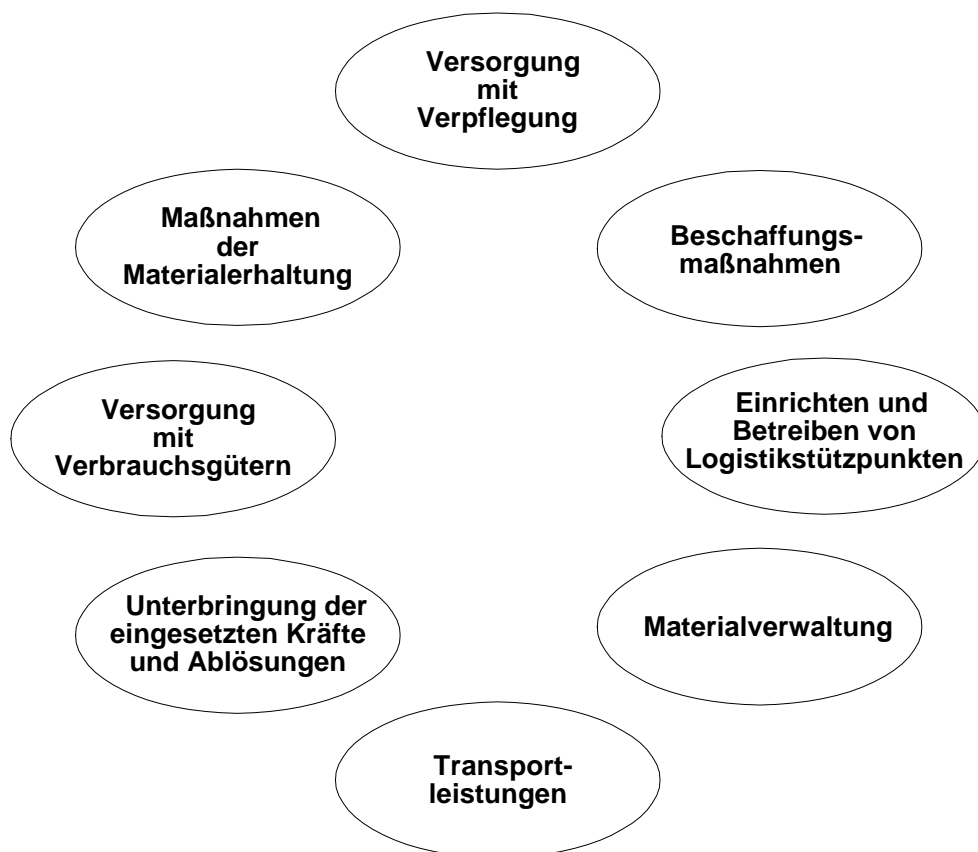 Versorgung
mit
Verpflegung
Maßnahmen
der
Materialerhaltung
Beschaffungs-
maßnahmen
Versorgung
mit
Verbrauchsgütern
Einrichten und
Betreiben von
Logistikstützpunkten
Unterbringung der
eingesetzten Kräfte
und Ablösungen
Materialverwaltung
Transport-
leistungen